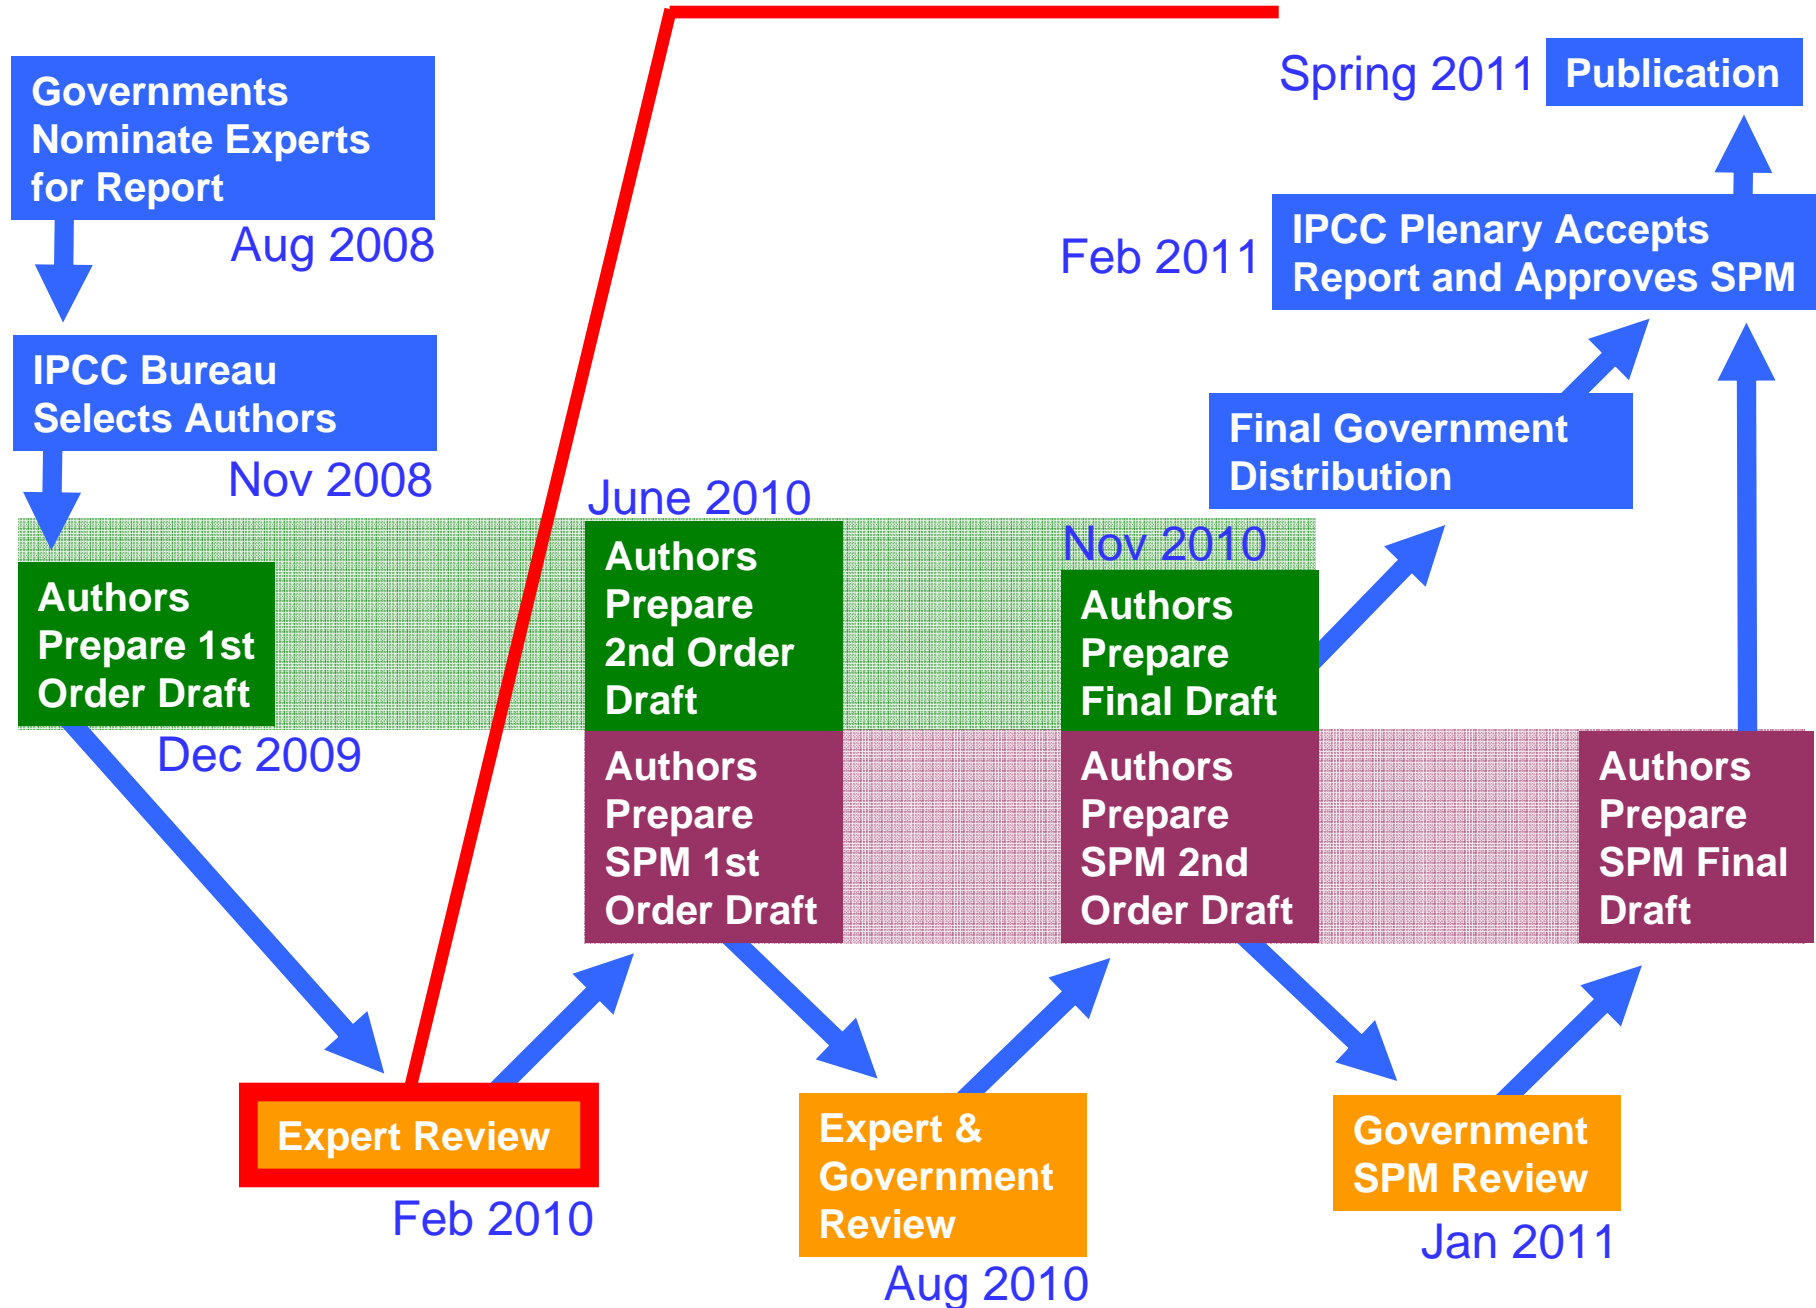 Governments
Nominate Experts
for Report
Aug 2008
IPCC Bureau
Selects Authors
Nov 2008
Authors
Prepare 1st
Order Draft
Dec 2009
Expert Review
Feb 2010
June 2010
Authors
Prepare
2nd Order
Draft
Authors
Prepare
SPM 1st
Order Draft
Expert &
Government
Review
Aug 2010
Nov 2010
Authors
Prepare
Final Draft
Authors
Prepare
SPM 2nd
Order Draft
Government
SPM Review
Jan 2011
Authors
Prepare
SPM Final
Draft
Final Government
Distribution
Feb 2011
IPCC Plenary Accepts
Report and Approves SPM
Spring 2011
Publication